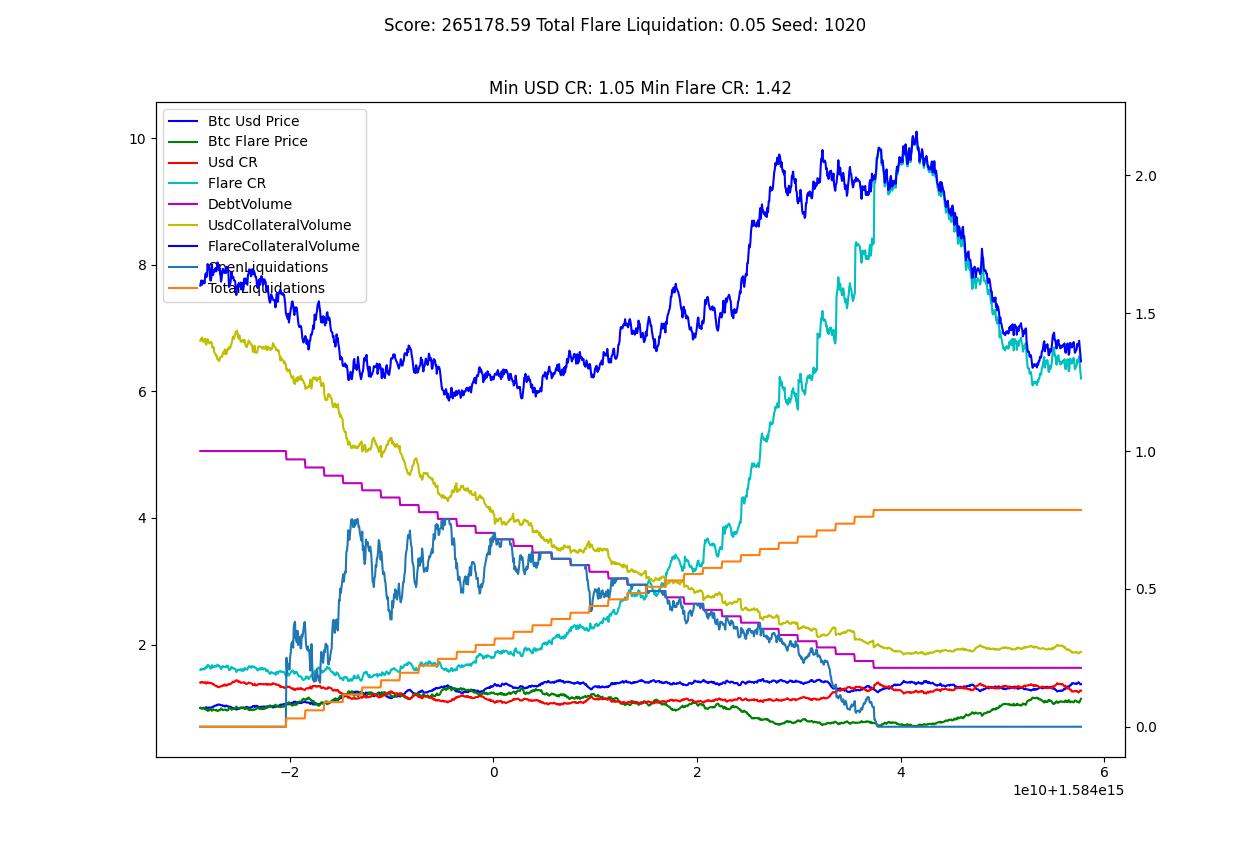 Score: 265178.59 Total Flare Liquidation: 0.05 Seed: 1020
Min USD CR: 1.05 Min Flare CR: 1.42
Btc Usd Price
Btc Flare Price
Usd CR
Flare CR
DebtVolume
UsdCollateralVolume
FlareCollateralVolume
OpenLiquidations
TotalLiquidations
10
8
6
4
2
2.0
1.5
1.0
0.5
0.0
−2
0
2
4
6
1e10+1.584e15